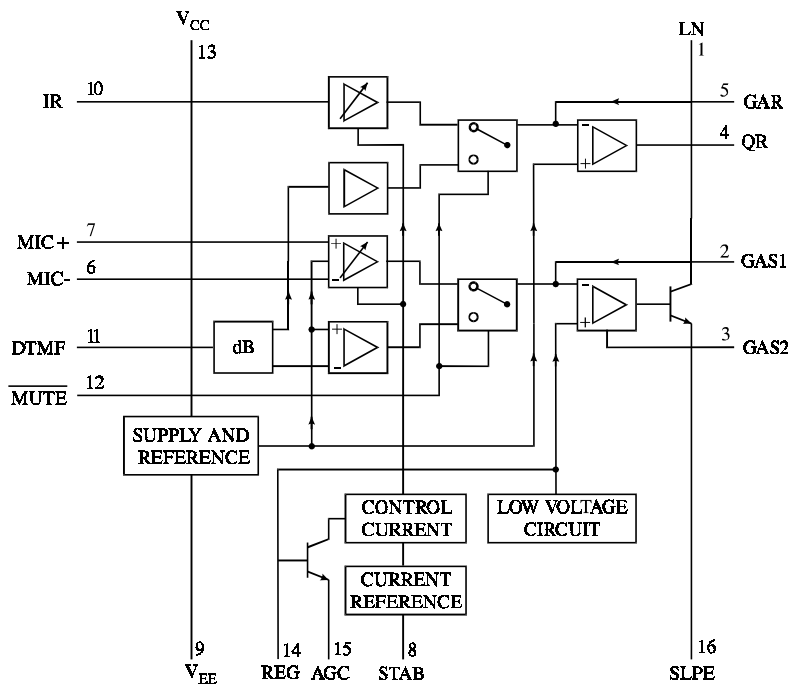 VCC
13
LN
1
IR
10
5
GAR
4
QR
-
+
MIC+
7
+
MIC-
6
-
2
GAS1
-
+
DTMF
11
dB
+
-
3
GAS2
MUTE
12
SUPPLY AND
REFERENCE
CONTROL
CURRENT
LOW VOLTAGE
CIRCUIT
CURRENT
REFERENCE
9
VEE
14
REG
15
AGC
8
STAB
16
SLPE